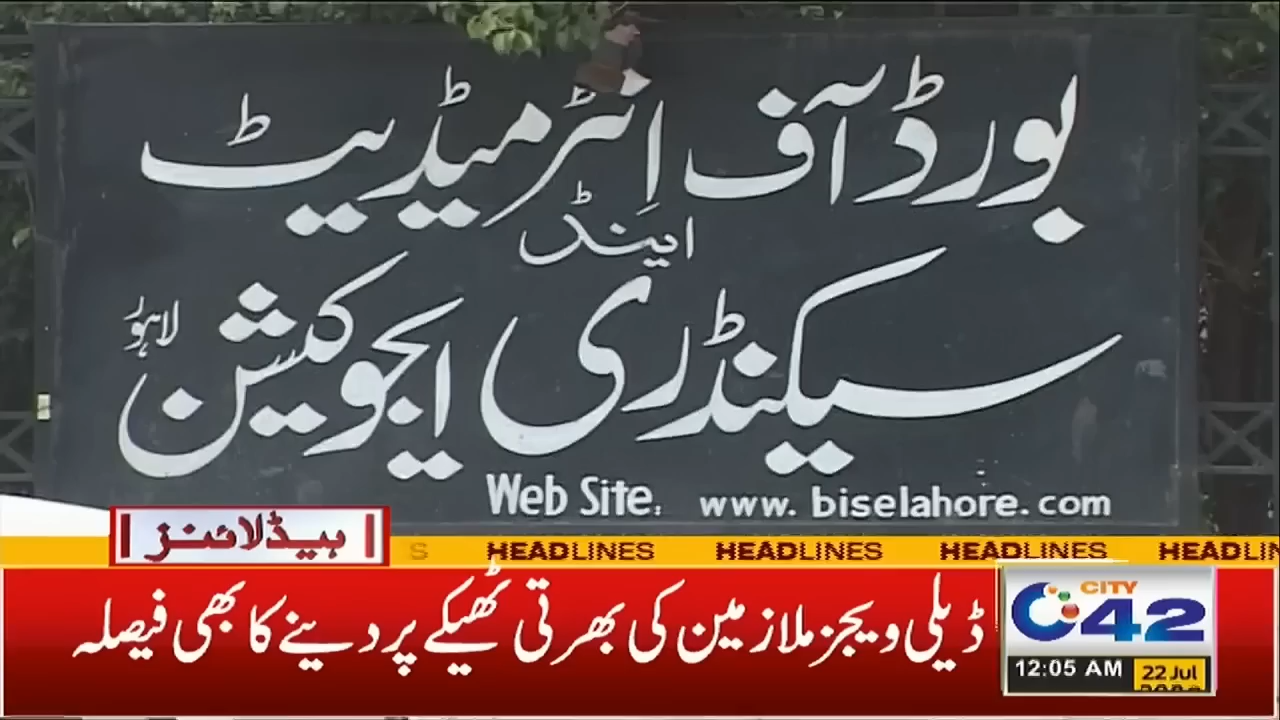 بورڈ آف انٹرمیڈیٹ
اینڈ
سیکنڈری ایجوکیشن لاہور
Web Site: www.biselahore.com
ہیڈلائنز
HEADLINES HEADLINES HEADLINES HEADLIN
ڈیلی ویجز ملازمین کی بھرتی ٹھیکے پر دینے کا بھی فیصلہ
CITY
42
12:05 AM
22 Jul